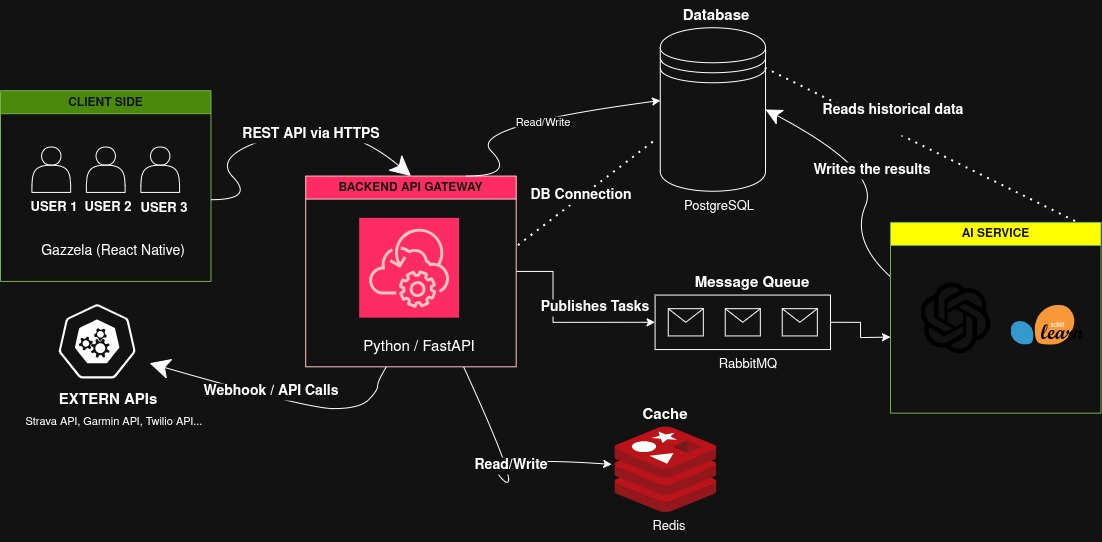 Database
CLIENT SIDE
Reads historical data
Read/Write
REST API via HTTPS
Writes the results
BACKEND API GATEWAY
DB Connection
USER 1
USER 2
USER 3
PostgreSQL
AI SERVICE
Gazzela (React Native)
Message Queue
Publishes Tasks
scikit
learn
Python / FastAPI
RabbitMQ
Webhook / API Calls
EXTERN APIs
Strava API, Garmin API, Twilio API...
Cache
Read/Write
Redis